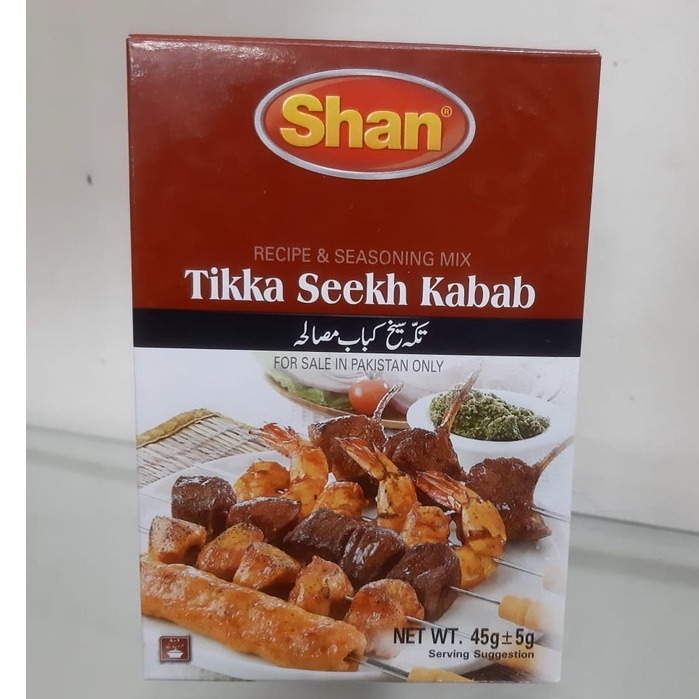 Shan®
RECIPE & SEASONING MIX
Tikka Seekh Kabab
تکّہ سیخ کباب مصالحہ
FOR SALE IN PAKISTAN ONLY
NET WT. 45g±5g
Serving Suggestion